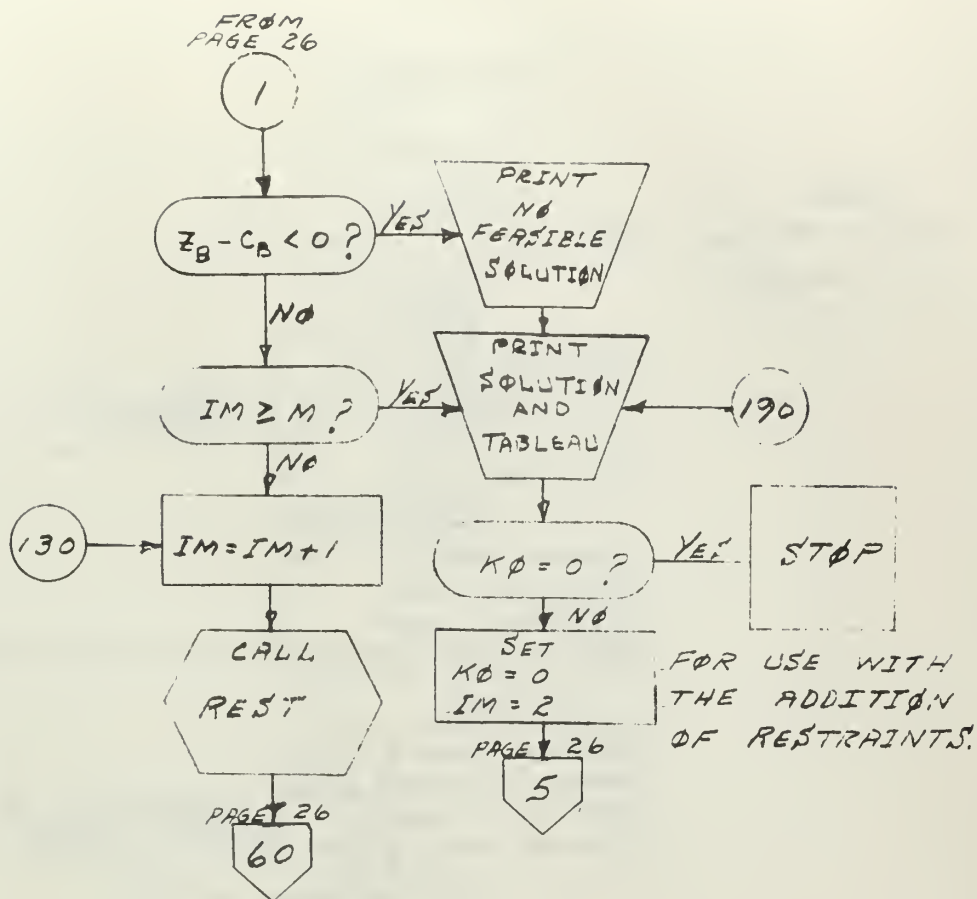 FRØM
PAGE 26
1
Z_B - C_B < 0 ?
YES
PRINT
NØ
FEASIBLE
SØLUTIØN
NØ
IM ≥ M ?
YES
PRINT
SØLUTIØN
AND
TABLEAU
190
NØ
130
IM = IM + 1
KØ = 0 ?
YES
STØP
NØ
CALL
REST
SET
KØ = 0
IM = 2
FØR USE WITH
THE ADDITIØN
ØF RESTRAINTS.
PAGE 26
5
PAGE 26
60